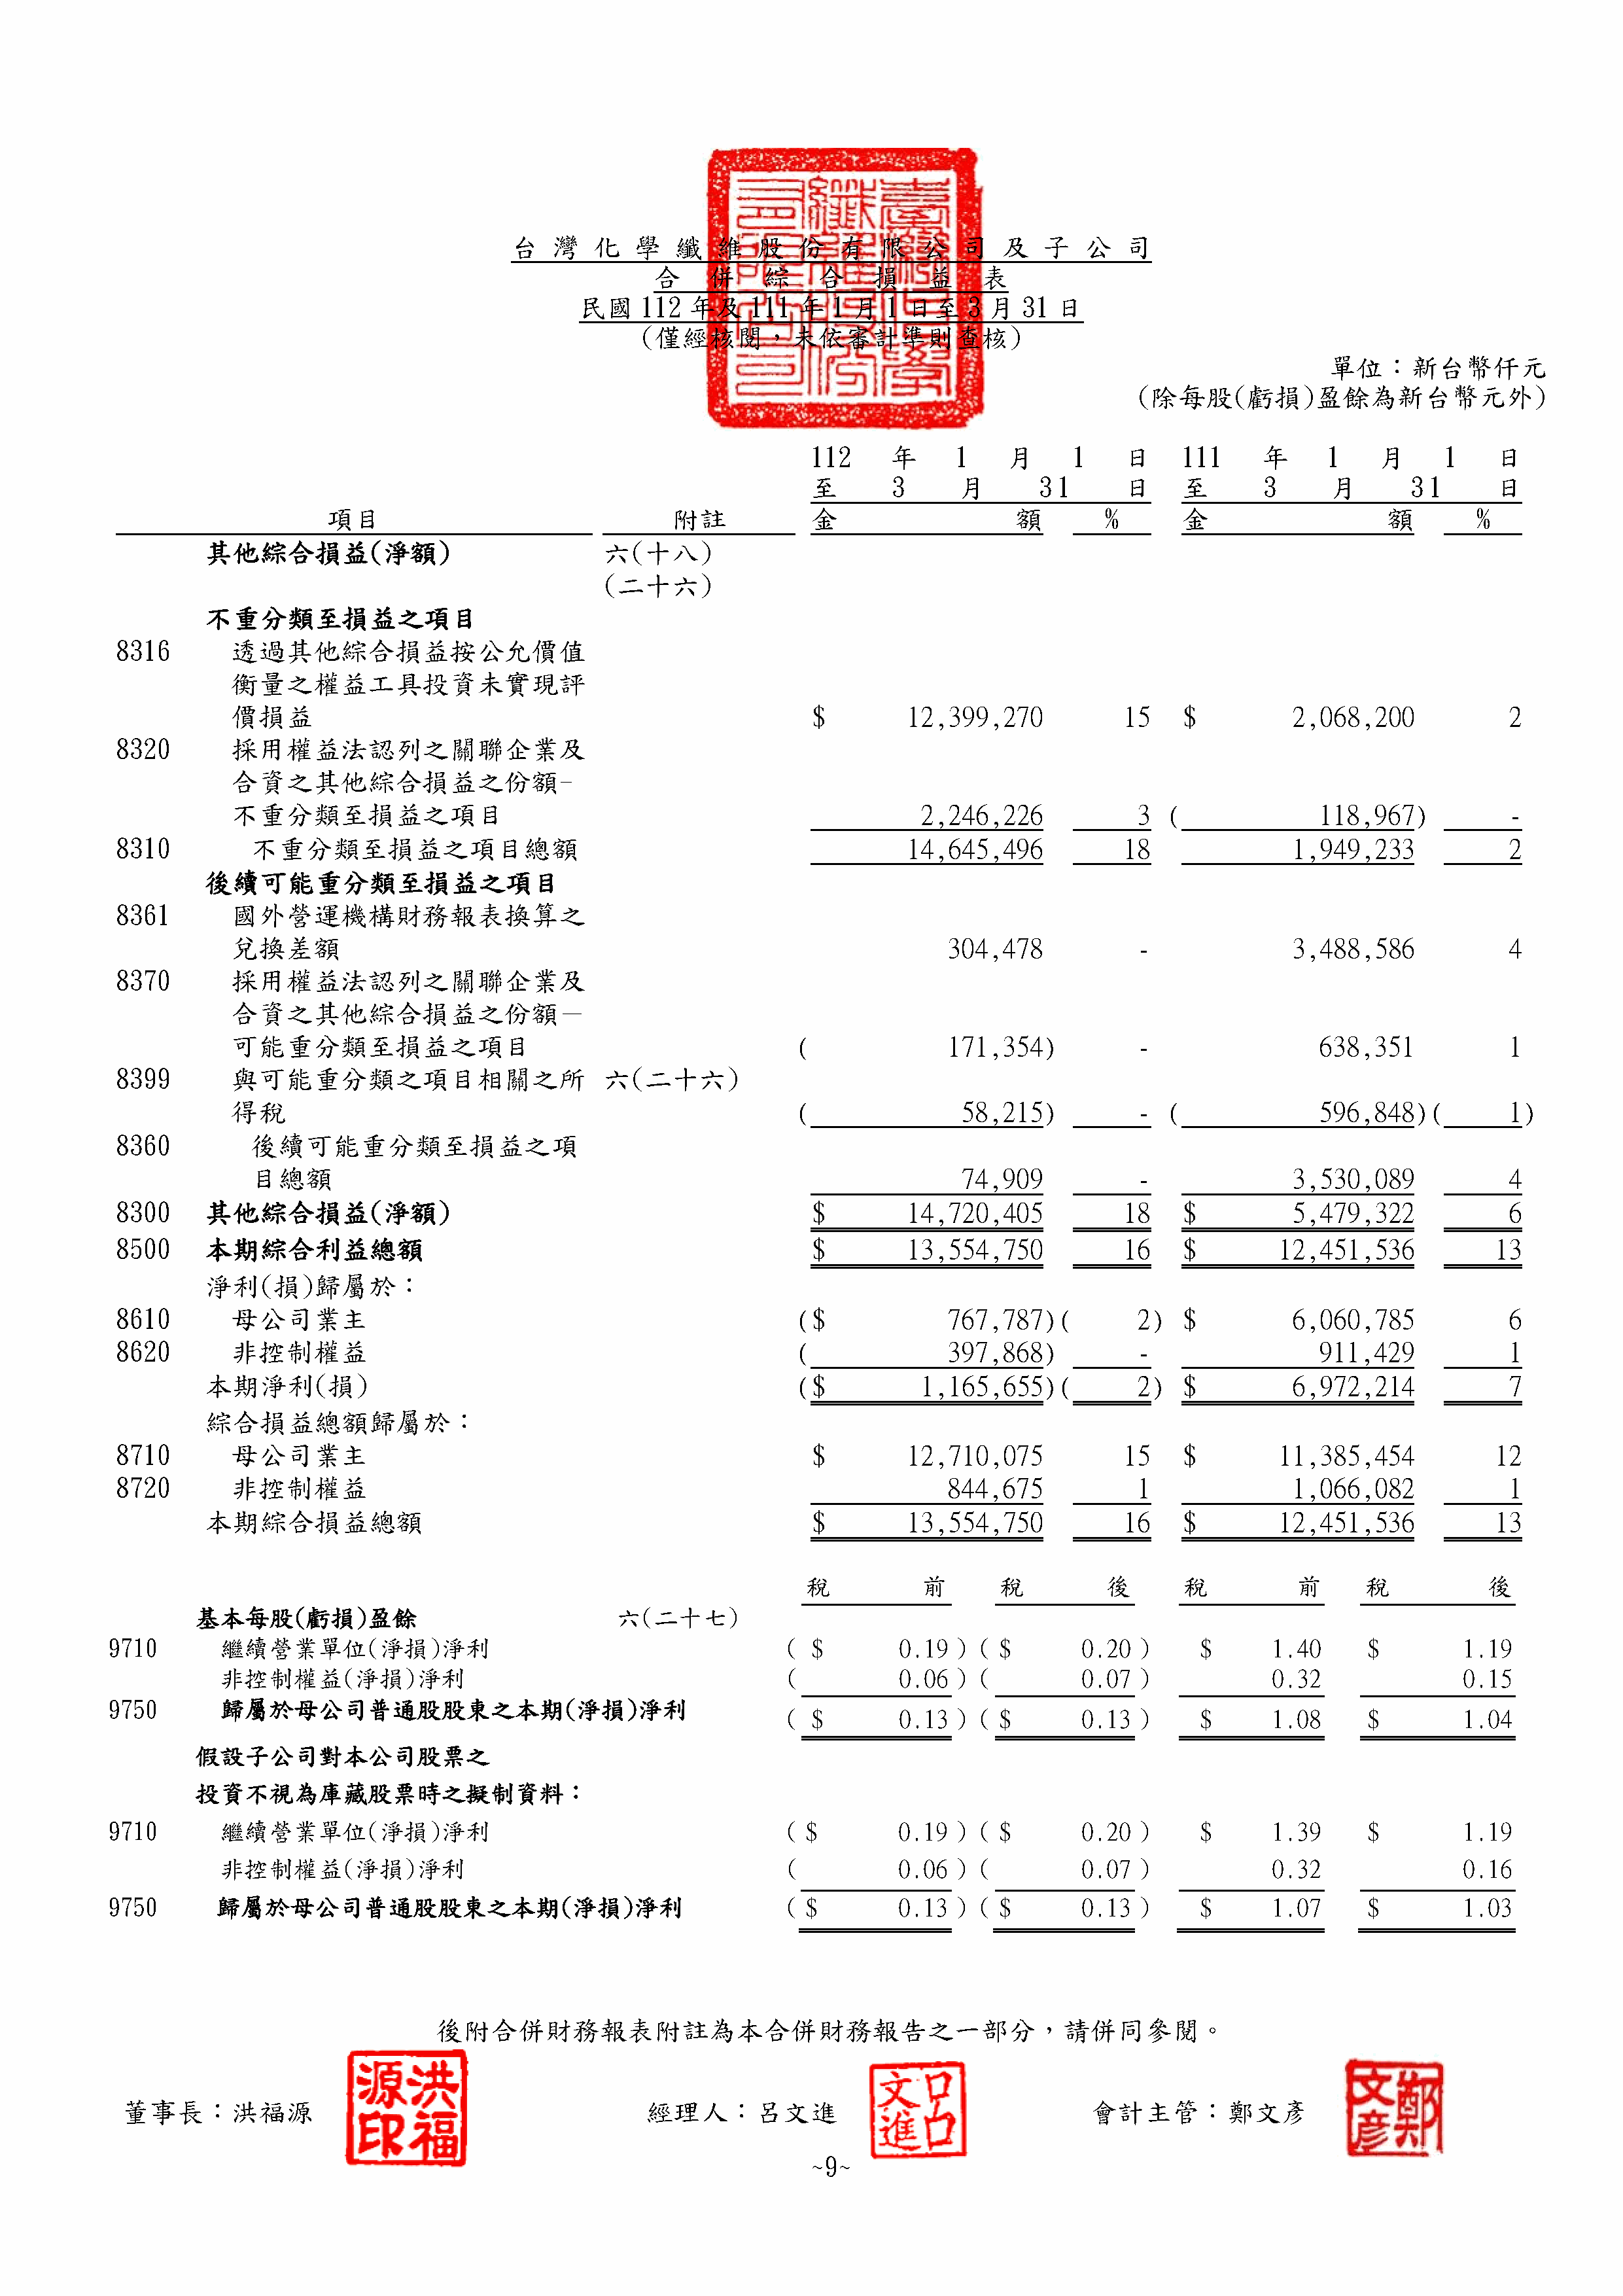 台灣化學纖維股份有限公司及子公司
合併綜合損益表
民國 112 年及 111 年 1 月 1 日至 3 月 31 日
(僅經核閱，未依審計準則查核)
單位：新台幣仟元
(除每股(虧損)盈餘為新台幣元外)
112 年 1 月 1 日 111 年 1 月 1 日
至 3 月 31 日 至 3 月 31 日
項目 附註 金額 % 金額 %
其他綜合損益(淨額) 六(十八)
(二十六)
不重分類至損益之項目
8316 透過其他綜合損益按公允價值
衡量之權益工具投資未實現評
價損益 $ 12,399,270 15 $ 2,068,200 2
8320 採用權益法認列之關聯企業及
合資之其他綜合損益之份額-
不重分類至損益之項目 2,246,226 3 ( 118,967) -
8310 不重分類至損益之項目總額 14,645,496 18 1,949,233 2
後續可能重分類至損益之項目
8361 國外營運機構財務報表換算之
兌換差額 304,478 - 3,488,586 4
8370 採用權益法認列之關聯企業及
合資之其他綜合損益之份額－
可能重分類至損益之項目 ( 171,354) - 638,351 1
8399 與可能重分類之項目相關之所 六(二十六)
得稅 ( 58,215) - ( 596,848)( 1)
8360 後續可能重分類至損益之項
目總額 74,909 - 3,530,089 4
8300 其他綜合損益(淨額) $ 14,720,405 18 $ 5,479,322 6
8500 本期綜合利益總額 $ 13,554,750 16 $ 12,451,536 13
淨利(損)歸屬於：
8610 母公司業主 ($ 767,787)( 2) $ 6,060,785 6
8620 非控制權益 ( 397,868) - 911,429 1
本期淨利(損) ($ 1,165,655)( 2) $ 6,972,214 7
綜合損益總額歸屬於：
8710 母公司業主 $ 12,710,075 15 $ 11,385,454 12
8720 非控制權益 844,675 1 1,066,082 1
本期綜合損益總額 $ 13,554,750 16 $ 12,451,536 13
稅前 稅後 稅前 稅後
基本每股(虧損)盈餘 六(二十七)
9710 繼續營業單位(淨損)淨利 ( $ 0.19 ) ( $ 0.20 ) $ 1.40 $ 1.19
非控制權益(淨損)淨利 ( 0.06 ) ( 0.07 ) 0.32 0.15
9750 歸屬於母公司普通股股東之本期(淨損)淨利 ( $ 0.13 ) ( $ 0.13 ) $ 1.08 $ 1.04
假設子公司對本公司股票之
投資不視為庫藏股票時之擬制資料：
9710 繼續營業單位(淨損)淨利 ( $ 0.19 ) ( $ 0.20 ) $ 1.39 $ 1.19
非控制權益(淨損)淨利 ( 0.06 ) ( 0.07 ) 0.32 0.16
9750 歸屬於母公司普通股股東之本期(淨損)淨利 ( $ 0.13 ) ( $ 0.13 ) $ 1.07 $ 1.03
後附合併財務報表附註為本合併財務報告之一部分，請併同參閱。
董事長：洪福源 洪福源印 經理人：呂文進 呂文進 會計主管：鄭文彥 鄭文彥
~9~